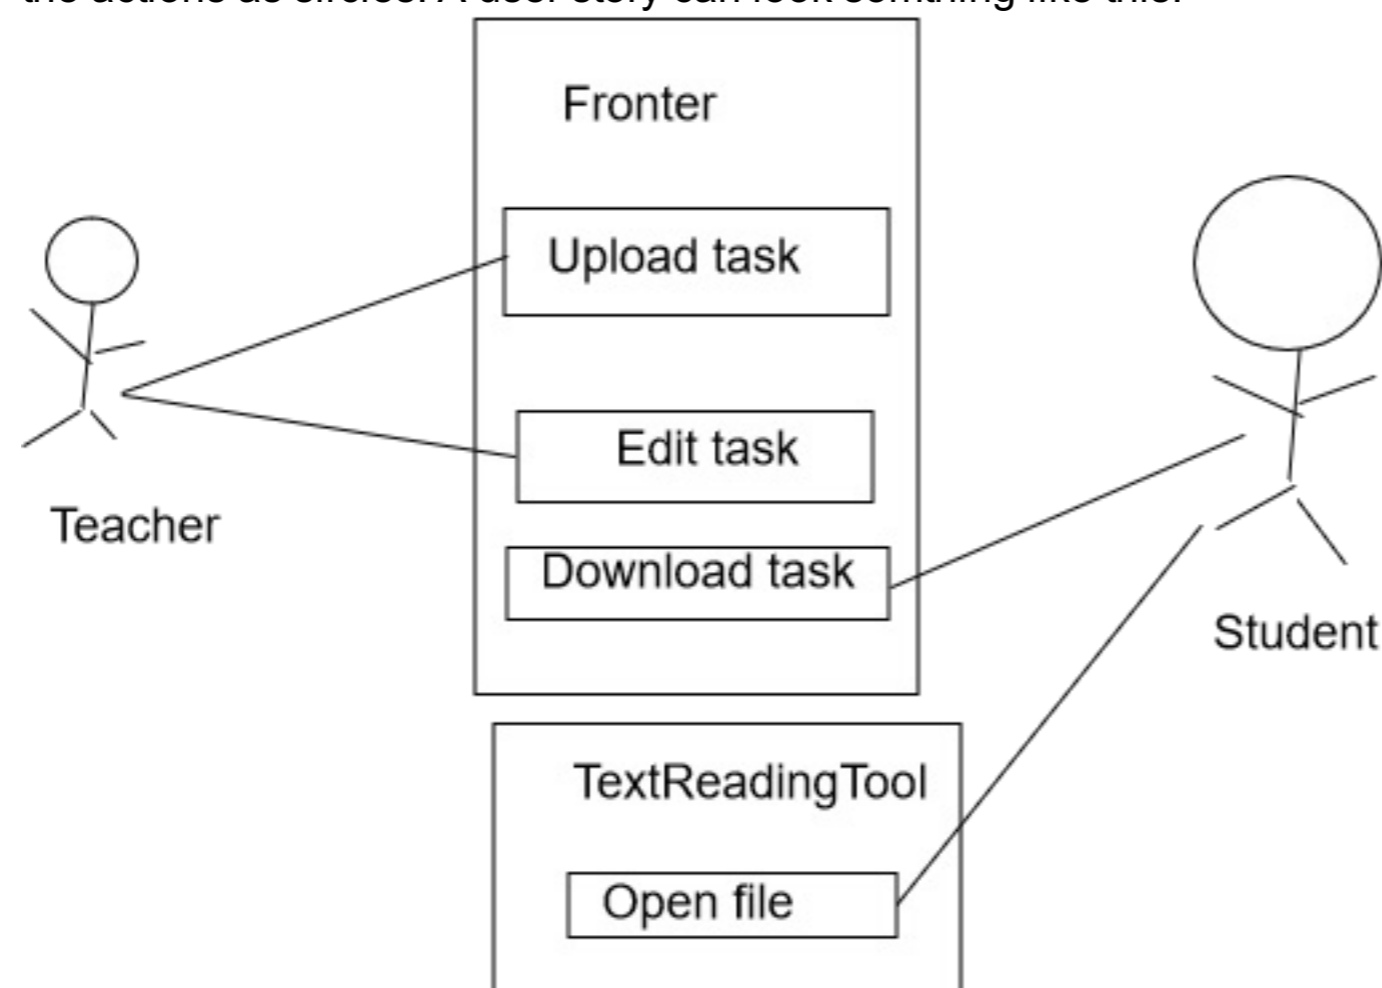 the actions as circles. A user story can look somthing like this:
Fronter
Upload task
Edit task
Teacher
Download task
Student
TextReadingTool
Open file